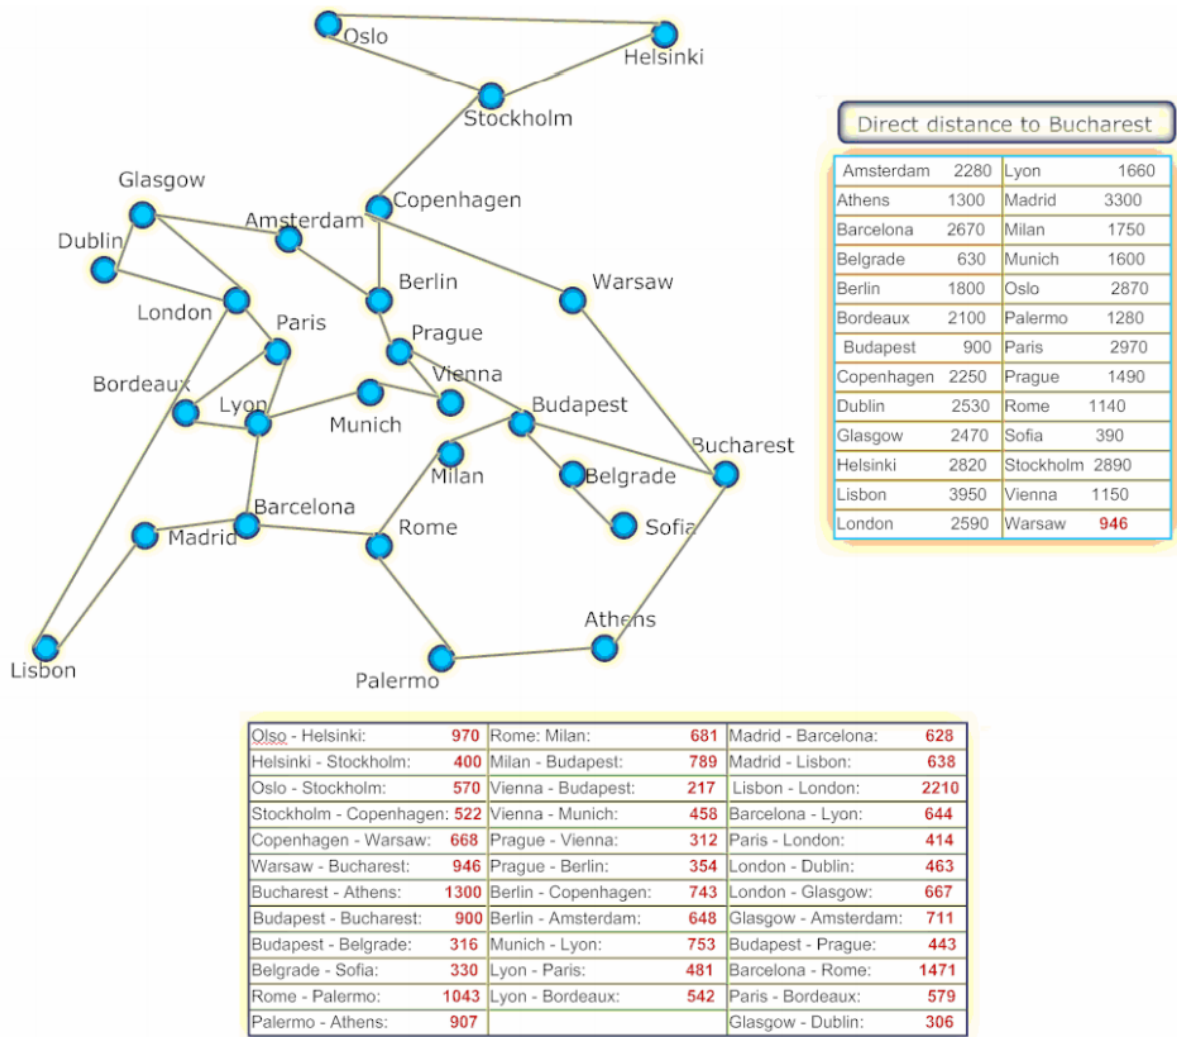 Oslo
Helsinki
Stockholm
Glasgow
Copenhagen
Amsterdam
Dublin
Berlin
Warsaw
London
Paris
Prague
Bordeaux
Vienna
Lyon
Munich
Budapest
Bucharest
Milan
Belgrade
Barcelona
Rome
Sofia
Madrid
Athens
Lisbon
Palermo
Direct distance to Bucharest
Amsterdam 2280 Lyon 1660
Athens 1300 Madrid 3300
Barcelona 2670 Milan 1750
Belgrade 630 Munich 1600
Berlin 1800 Oslo 2870
Bordeaux 2100 Palermo 1280
Budapest 900 Paris 2970
Copenhagen 2250 Prague 1490
Dublin 2530 Rome 1140
Glasgow 2470 Sofia 390
Helsinki 2820 Stockholm 2890
Lisbon 3950 Vienna 1150
London 2590 Warsaw 946
Olso - Helsinki: 970 Rome: Milan: 681 Madrid - Barcelona: 628
Helsinki - Stockholm: 400 Milan - Budapest: 789 Madrid - Lisbon: 638
Oslo - Stockholm: 570 Vienna - Budapest: 217 Lisbon - London: 2210
Stockholm - Copenhagen: 522 Vienna - Munich: 458 Barcelona - Lyon: 644
Copenhagen - Warsaw: 668 Prague - Vienna: 312 Paris - London: 414
Warsaw - Bucharest: 946 Prague - Berlin: 354 London - Dublin: 463
Bucharest - Athens: 1300 Berlin - Copenhagen: 743 London - Glasgow: 667
Budapest - Bucharest: 900 Berlin - Amsterdam: 648 Glasgow - Amsterdam: 711
Budapest - Belgrade: 316 Munich - Lyon: 753 Budapest - Prague: 443
Belgrade - Sofia: 330 Lyon - Paris: 481 Barcelona - Rome: 1471
Rome - Palermo: 1043 Lyon - Bordeaux: 542 Paris - Bordeaux: 579
Palermo - Athens: 907 Glasgow - Dublin: 306